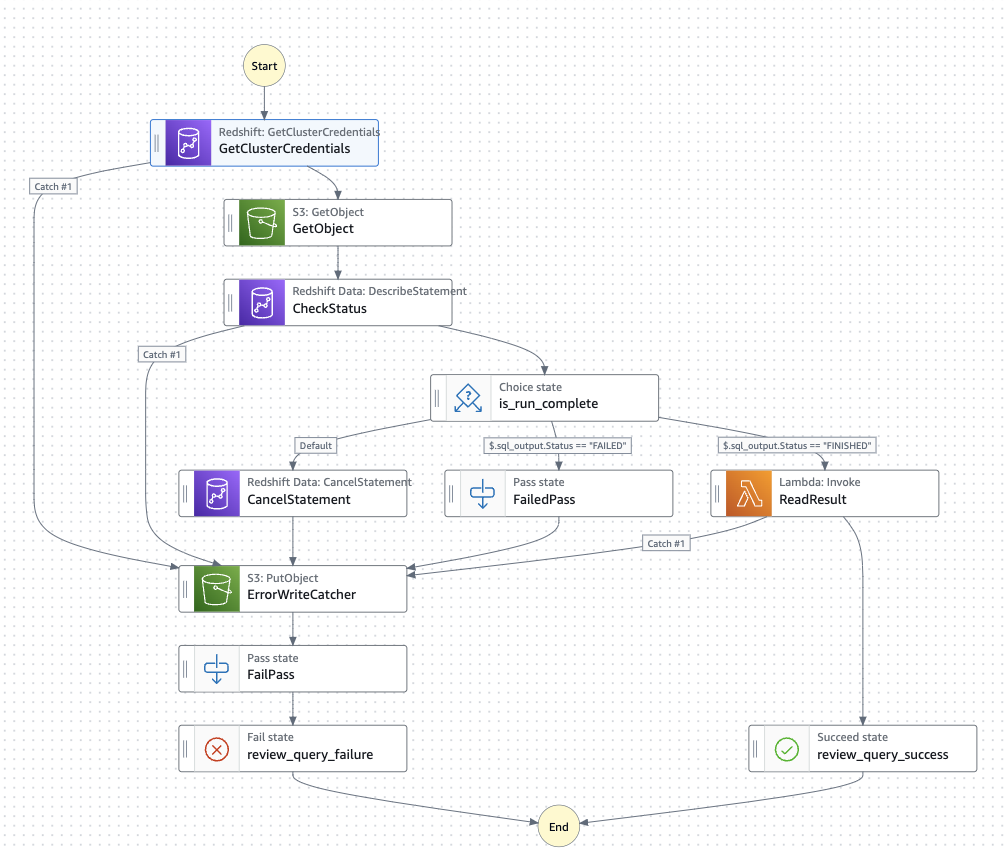 Start
Redshift: GetClusterCredentials
GetClusterCredentials
Catch #1
S3: GetObject
GetObject
Redshift Data: DescribeStatement
CheckStatus
Catch #1
Choice state
is_run_complete
Default
$.sql_output.Status == "FAILED"
$.sql_output.Status == "FINISHED"
Redshift Data: CancelStatement
CancelStatement
Pass state
FailedPass
Lambda: Invoke
ReadResult
Catch #1
S3: PutObject
ErrorWriteCatcher
Pass state
FailPass
Fail state
review_query_failure
Succeed state
review_query_success
End